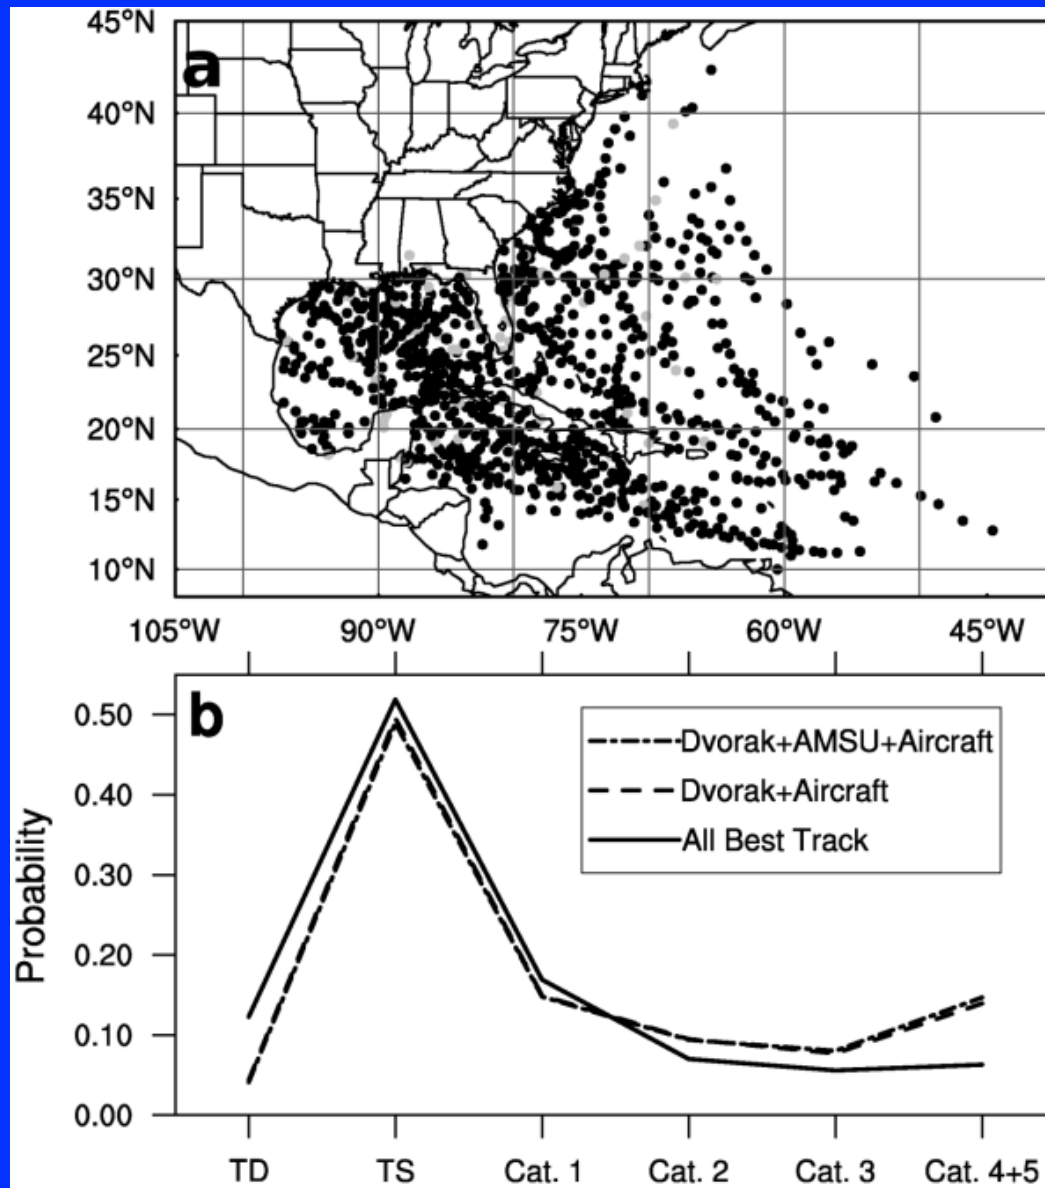 45°N
a
40°N
35°N
30°N
25°N
20°N
15°N
10°N
105°W 90°W 75°W 60°W 45°W
b
0.50
0.40
0.30
0.20
0.10
0.00
Probability
Dvorak+AMSU+Aircraft
Dvorak+Aircraft
All Best Track
TD TS Cat. 1 Cat. 2 Cat. 3 Cat. 4+5